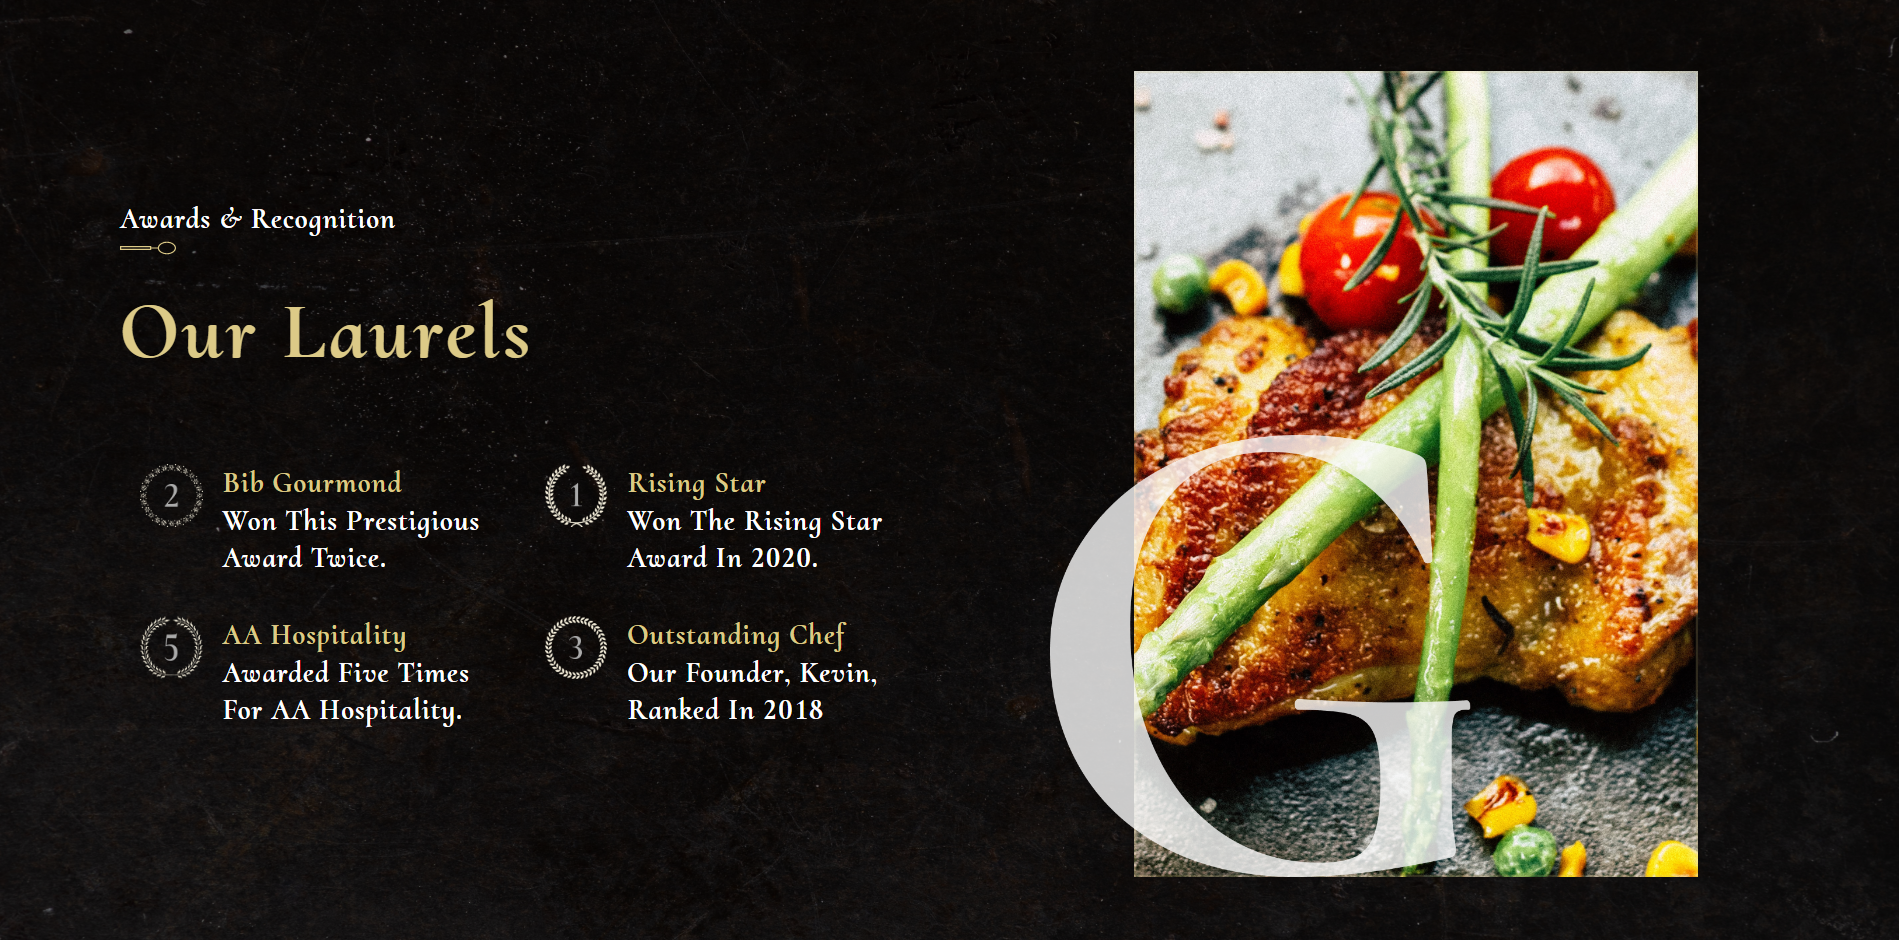 Awards & Recognition
Our Laurels
2
Bib Gourmond
Won This Prestigious
Award Twice.
1
Rising Star
Won The Rising Star
Award In 2020.
5
AA Hospitality
Awarded Five Times
For AA Hospitality.
3
Outstanding Chef
Our Founder, Kevin,
Ranked In 2018
G